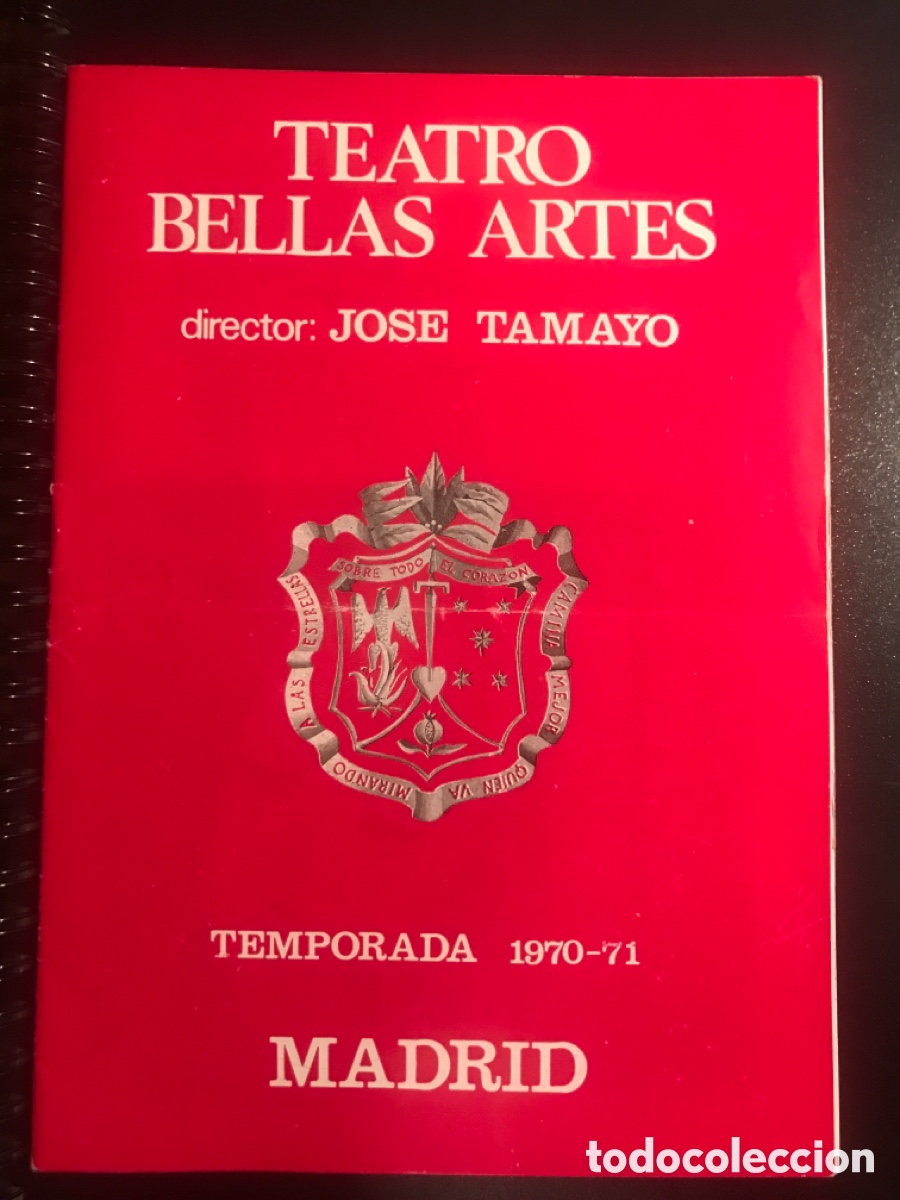 TEATRO
BELLAS ARTES
director: JOSE TAMAYO
SOBRE TODO EL CORAZON
CAMINA MEJOR QUIEN VA MIRANDO A LAS ESTRELLAS
TEMPORADA 1970-71
MADRID
todocoleccion